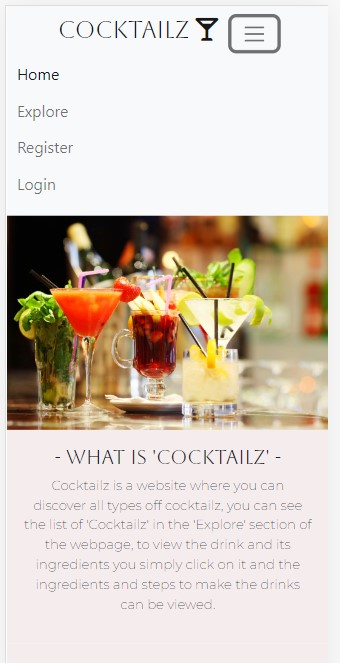 COCKTAILZ
Home
Explore
Register
Login
- WHAT IS 'COCKTAILZ' -
Cocktailz is a website where you can
discover all types off cocktailz, you can see
the list of 'Cocktailz' in the 'Explore' section of
the webpage, to view the drink and its
ingredients you simply click on it and the
ingredients and steps to make the drinks
can be viewed.